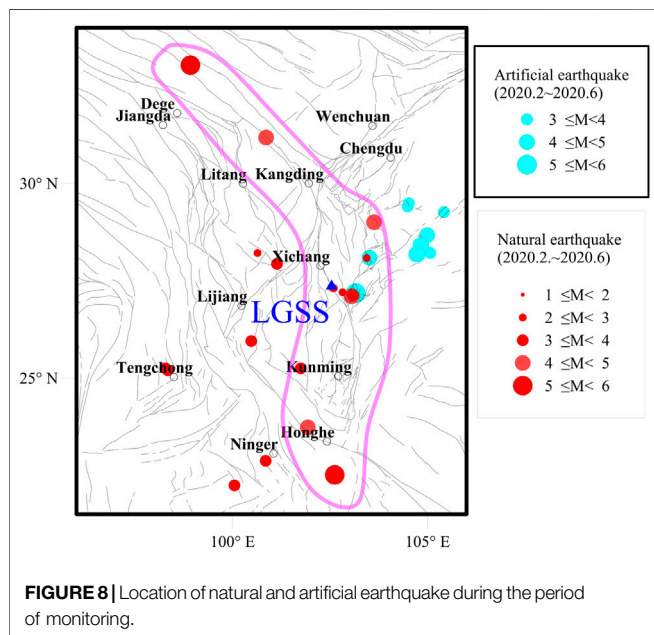 Dege
Jiangda
Wenchuan
Chengdu
30° N
Litang Kangding
Xichang
Lijiang
LGSS
25° N
Tengchong
Kunming
Ninger
Honghe
100° E
105° E
Artificial earthquake
(2020.2~2020.6)
3 ≤M<4
4 ≤M<5
5 ≤M<6
Natural earthquake
(2020.2.~2020.6)
1 ≤M< 2
2 ≤M< 3
3 ≤M< 4
4 ≤M< 5
5 ≤M< 6
FIGURE 8 | Location of natural and artificial earthquake during the period
of monitoring.